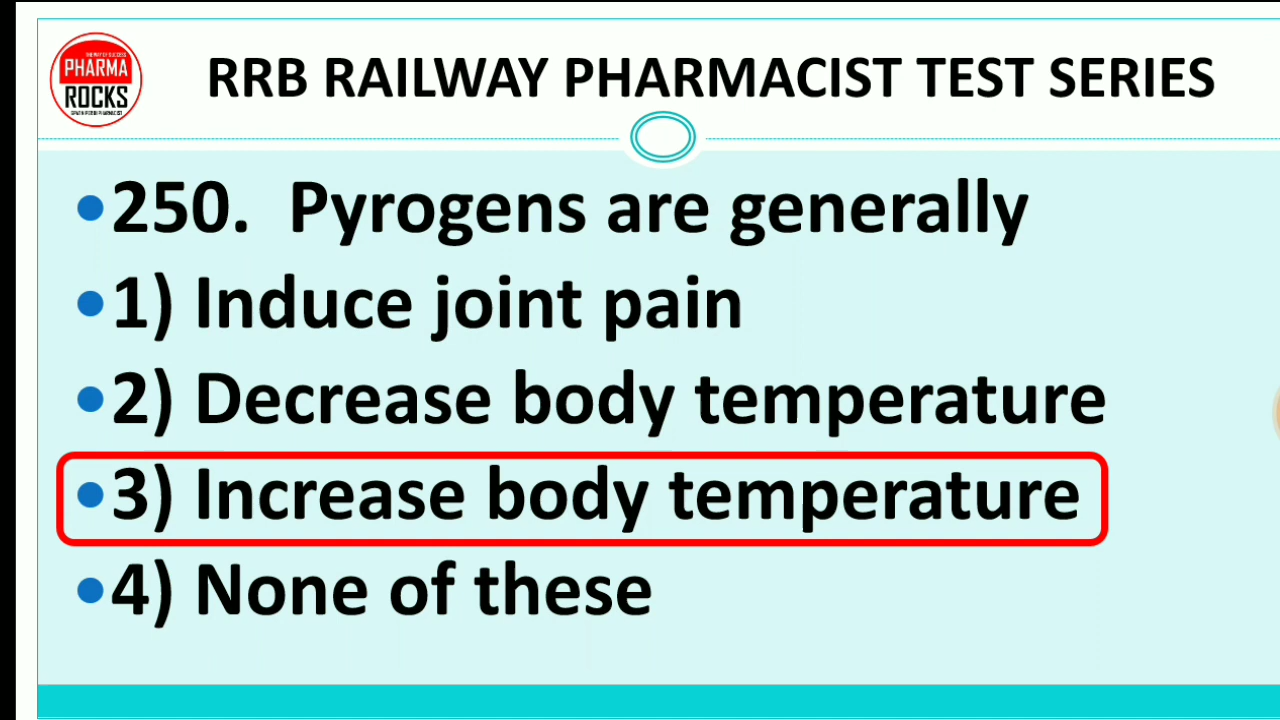 PHARMA
ROCKS
RRB RAILWAY PHARMACIST TEST SERIES
•250. Pyrogens are generally
•1) Induce joint pain
•2) Decrease body temperature
•3) Increase body temperature
•4) None of these